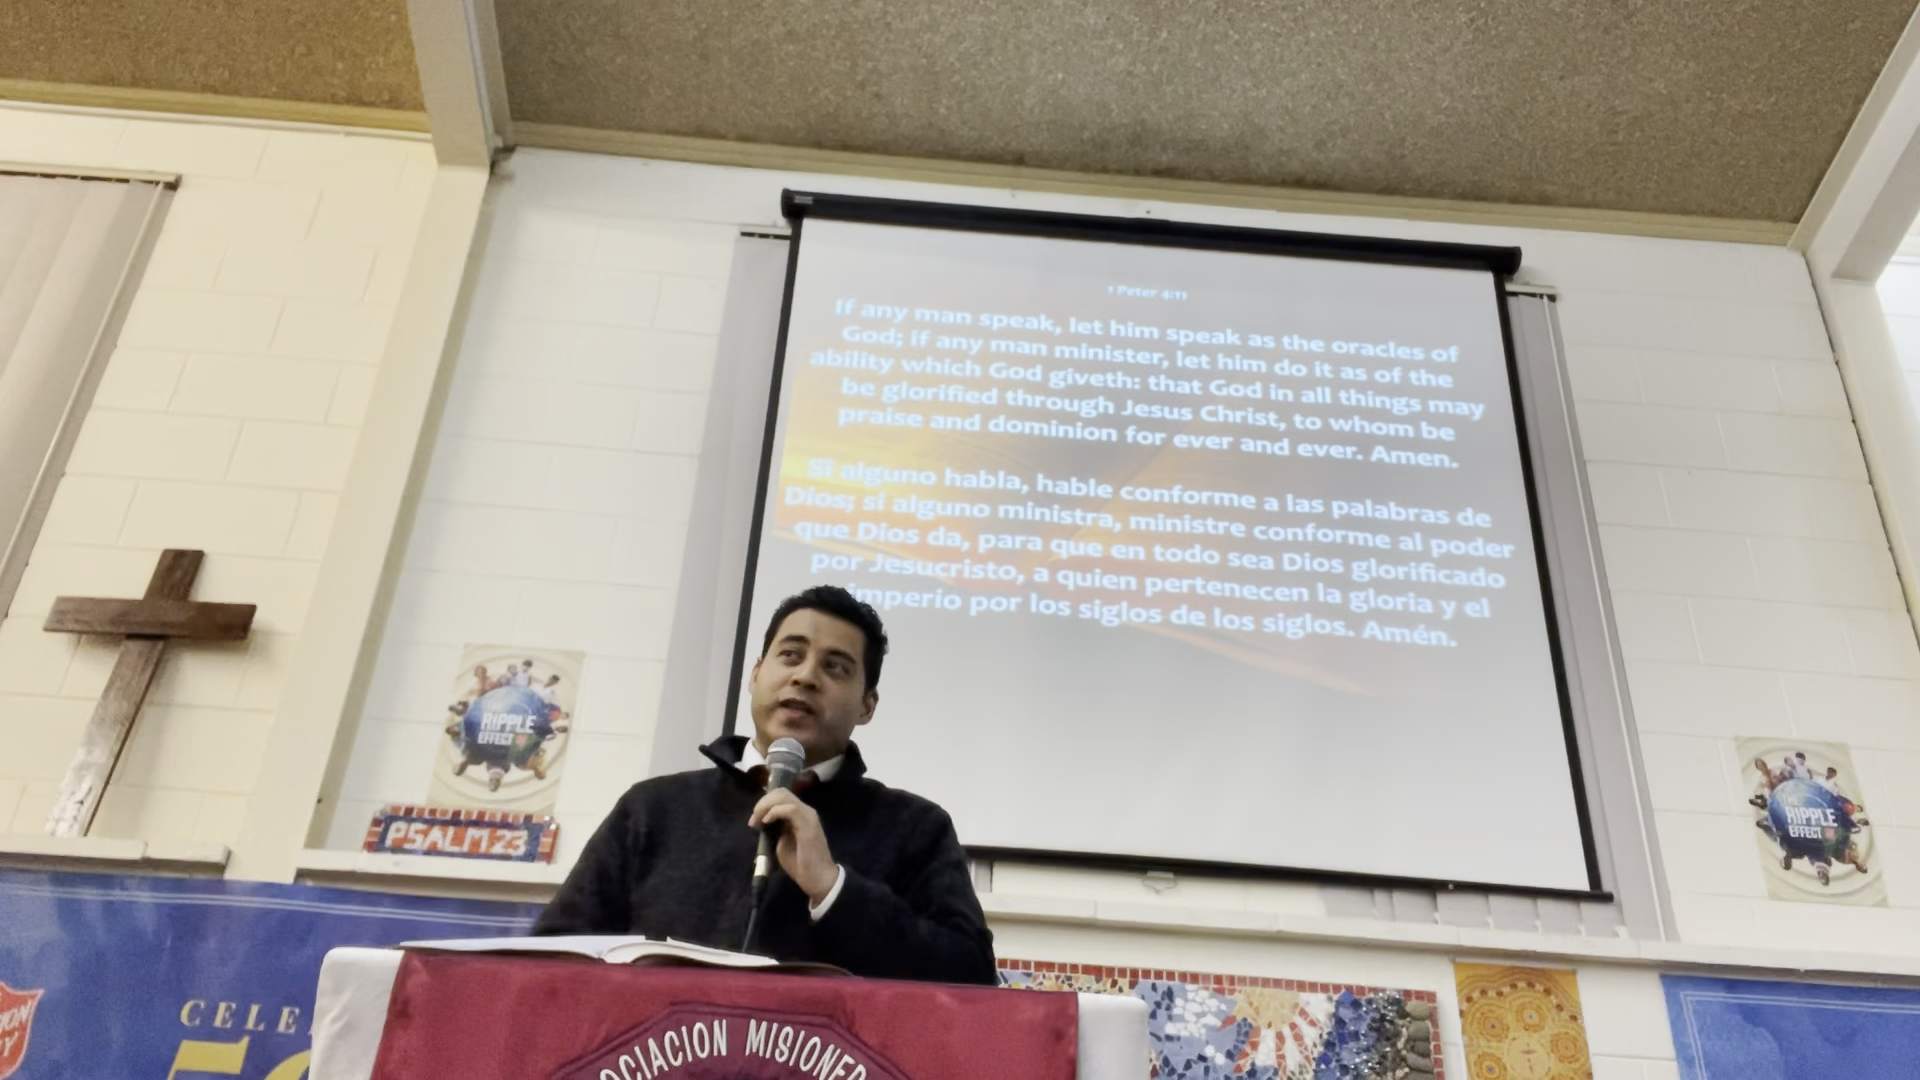 1 Peter 4:11
If any man speak, let him speak as the oracles of
God; if any man minister, let him do it as of the
ability which God giveth: that God in all things may
be glorified through Jesus Christ, to whom be
praise and dominion for ever and ever. Amen.
Si alguno habla, hable conforme a las palabras de
Dios; si alguno ministra, ministre conforme al poder
que Dios da, para que en todo sea Dios glorificado
por Jesucristo, a quien pertenecen la gloria y el
imperio por los siglos de los siglos. Amén.
THE
RIPPLE
EFFECT
THE
RIPPLE
EFFECT
PSALM 23
CELE
OCIACION MISIONE